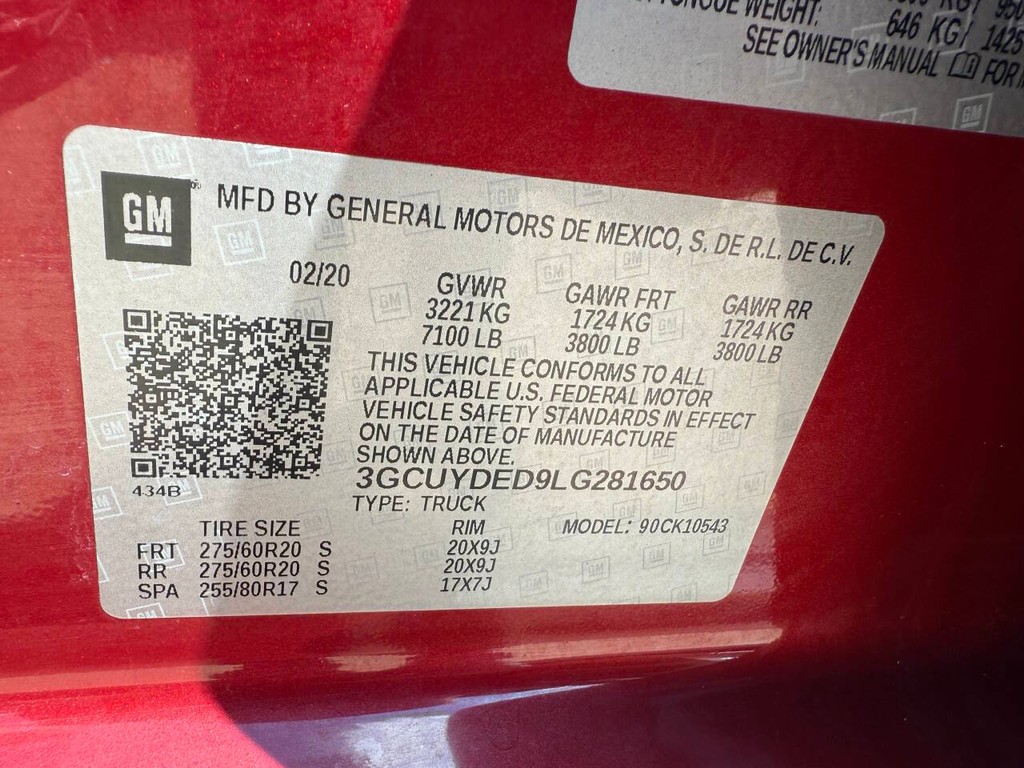 TONGUE WEIGHT:
646 KG/ 1425
SEE OWNER'S MANUAL FOR
GM
MFD BY GENERAL MOTORS DE MEXICO, S. DE R.L. DE C.V.
02/20
GVWR GAWR FRT GAWR RR
3221 KG 1724 KG 1724 KG
7100 LB 3800 LB 3800 LB
THIS VEHICLE CONFORMS TO ALL
APPLICABLE U.S. FEDERAL MOTOR
VEHICLE SAFETY STANDARDS IN EFFECT
ON THE DATE OF MANUFACTURE
SHOWN ABOVE.
434B
3GCUYDED9LG281650
TYPE: TRUCK
TIRE SIZE RIM MODEL: 90CK10543
FRT 275/60R20 S 20X9J
RR 275/60R20 S 20X9J
SPA 255/80R17 S 17X7J